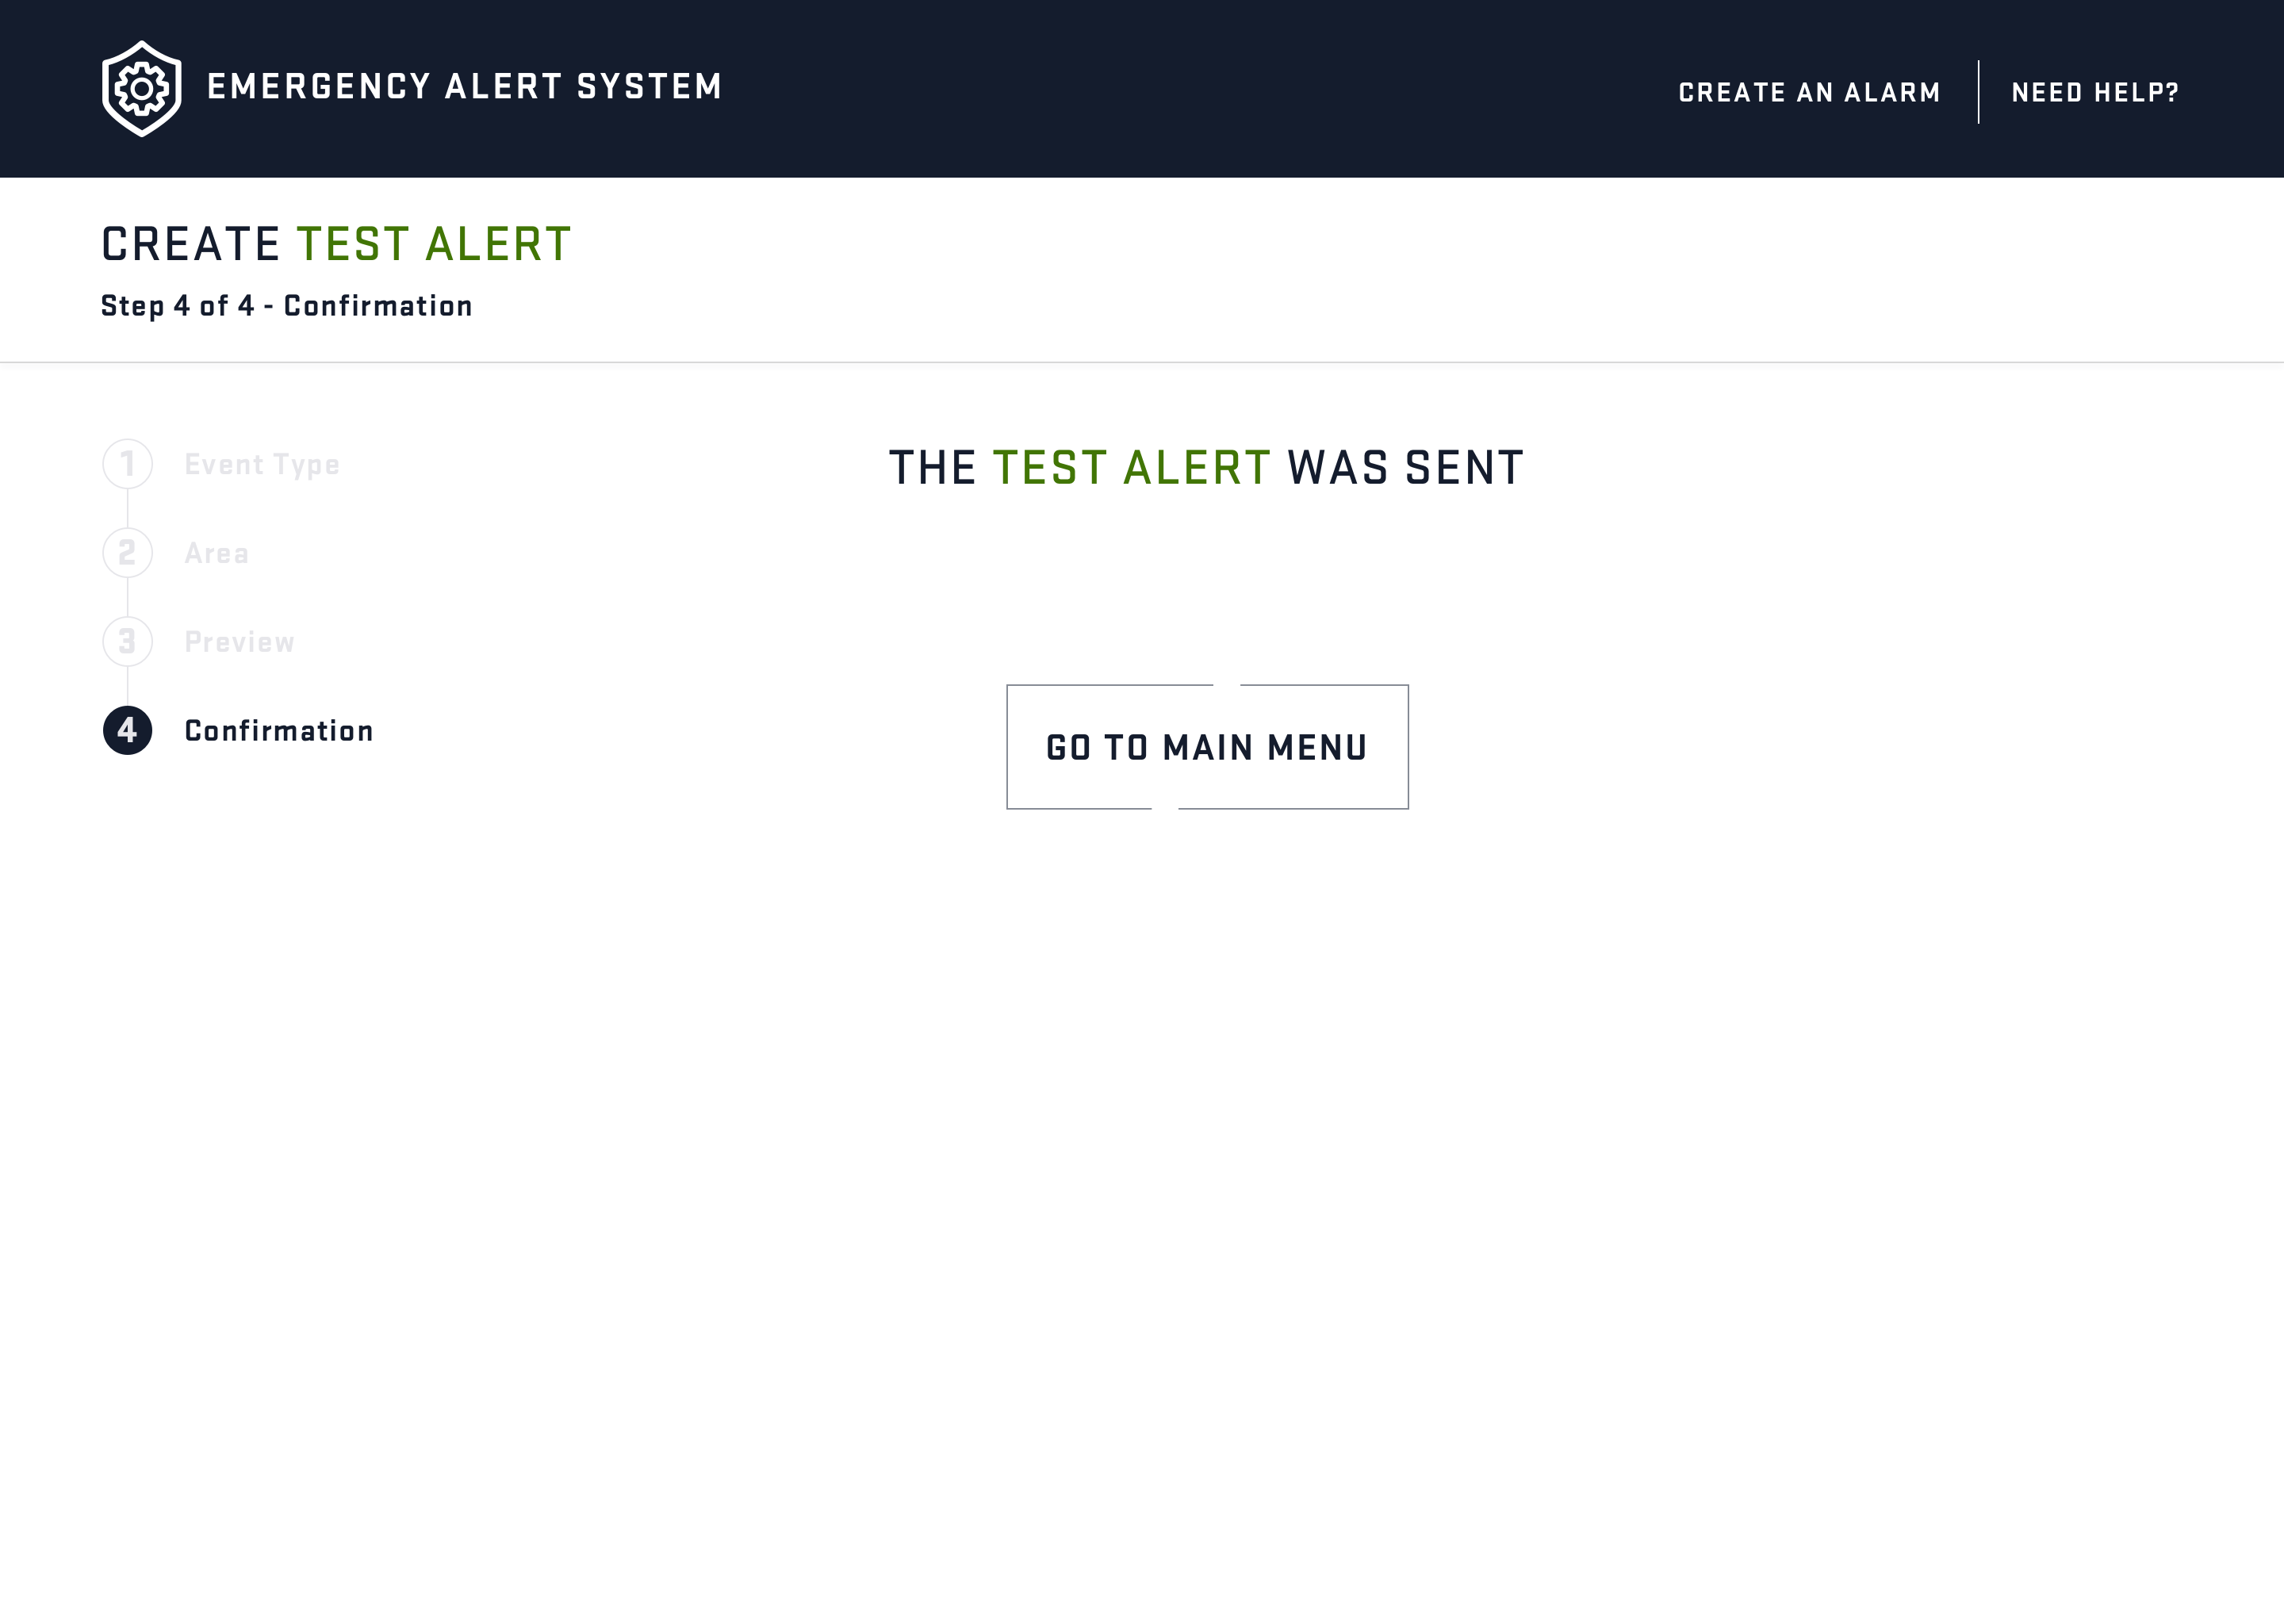 EMERGENCY ALERT SYSTEM
CREATE AN ALARM
NEED HELP?
CREATE TEST ALERT
Step 4 of 4 - Confirmation
1 Event Type
2 Area
3 Preview
4 Confirmation
THE TEST ALERT WAS SENT
GO TO MAIN MENU